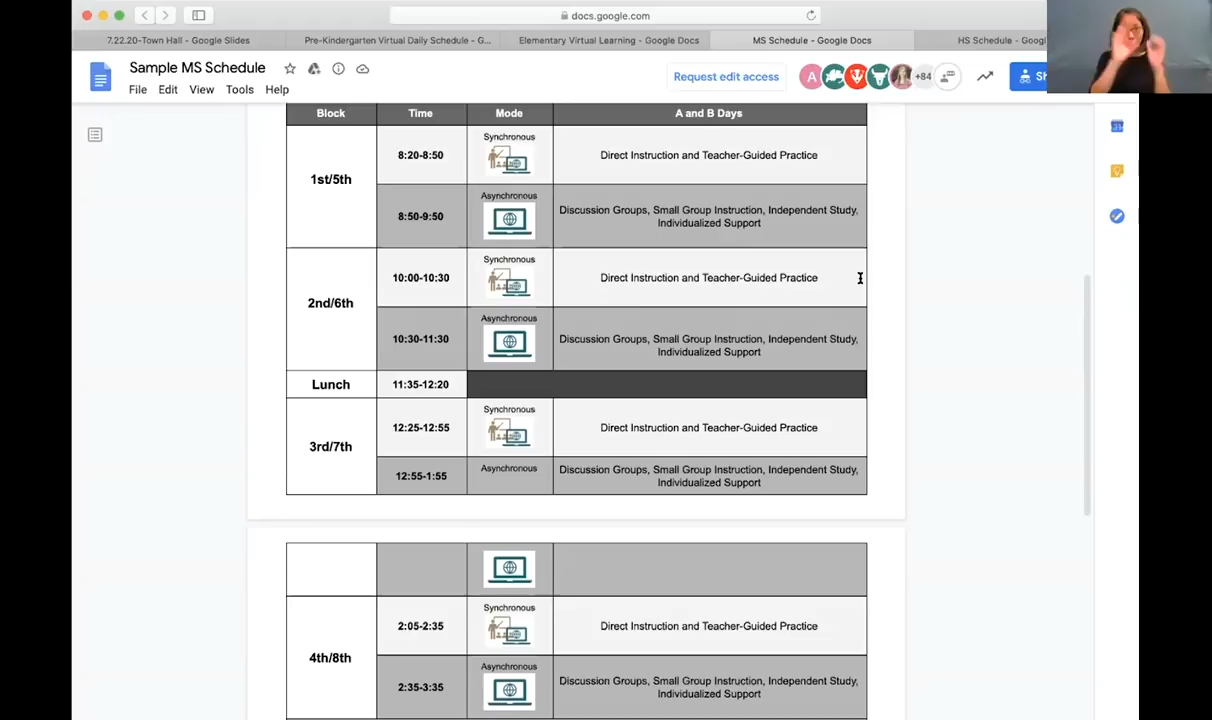 docs.google.com
7.22.20-Town Hall - Google Slides
Pre-Kindergarten Virtual Daily Schedule - G...
Elementary Virtual Learning - Google Docs
MS Schedule - Google Docs
HS Schedule - Googl
Sample MS Schedule
File Edit View Tools Help
Request edit access
A
+84
Sh
Block Time Mode A and B Days
1st/5th
8:20-8:50
Synchronous
Direct Instruction and Teacher-Guided Practice
8:50-9:50
Asynchronous
Discussion Groups, Small Group Instruction, Independent Study,
Individualized Support
2nd/6th
10:00-10:30
Synchronous
Direct Instruction and Teacher-Guided Practice
10:30-11:30
Asynchronous
Discussion Groups, Small Group Instruction, Independent Study,
Individualized Support
Lunch 11:35-12:20
3rd/7th
12:25-12:55
Synchronous
Direct Instruction and Teacher-Guided Practice
12:55-1:55
Asynchronous
Discussion Groups, Small Group Instruction, Independent Study,
Individualized Support
4th/8th
2:05-2:35
Synchronous
Direct Instruction and Teacher-Guided Practice
2:35-3:35
Asynchronous
Discussion Groups, Small Group Instruction, Independent Study,
Individualized Support